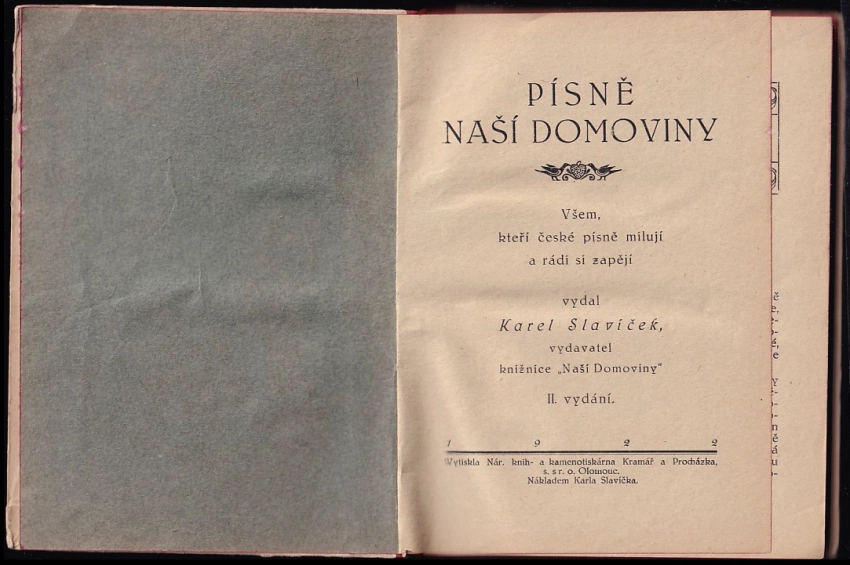 PÍSNĚ
NAŠÍ DOMOVINY
Všem,
kteří české písně milují
a rádi si zapějí
vydal
Karel Slavíček,
vydavatel
knižnice „Naší Domoviny“
II. vydání.
1 9 2 2
Vytiskla Nár. knih- a kamenotiskárna Kramář a Procházka,
s. s r. o. Olomouc.
Nákladem Karla Slavíčka.